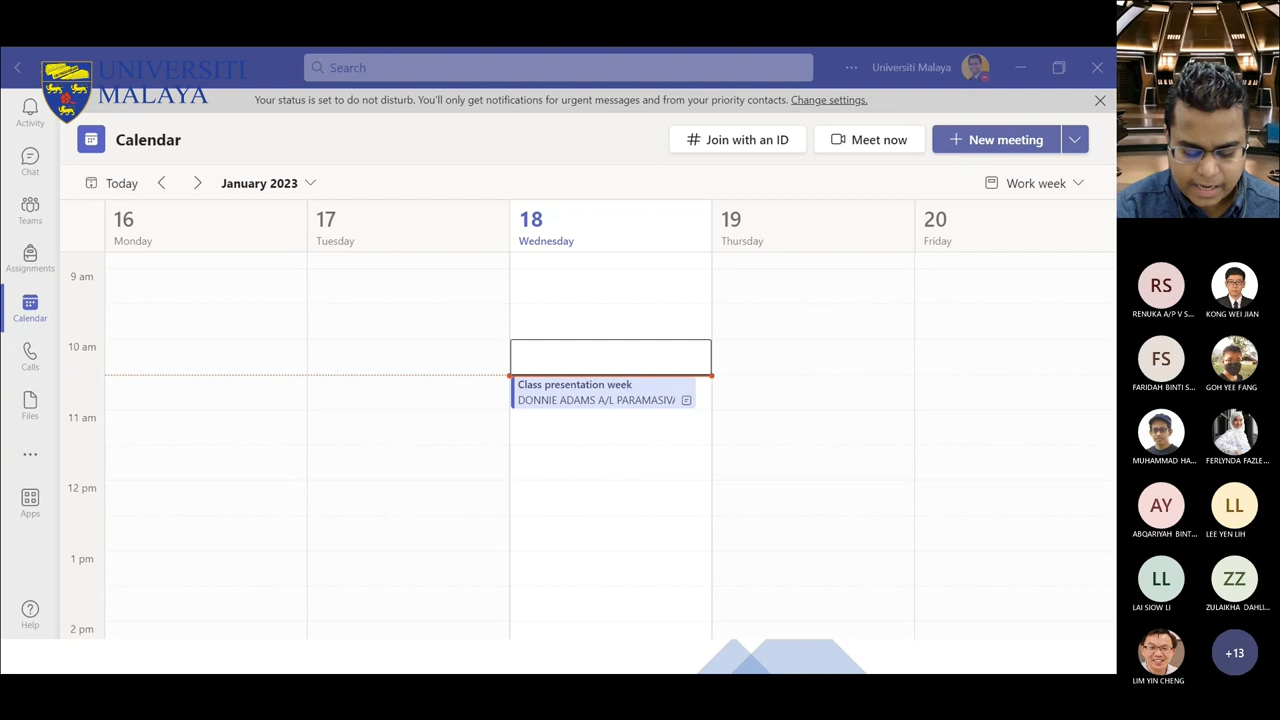 UNIVERSITI
MALAYA
Search
Universiti Malaya
Your status is set to do not disturb. You'll only get notifications for urgent messages and from your priority contacts. Change settings.
Activity
Chat
Teams
Assignments
Calendar
Calls
Files
Apps
Help
Calendar
Join with an ID
Meet now
New meeting
Today
January 2023
Work week
16
Monday
17
Tuesday
18
Wednesday
19
Thursday
20
Friday
9 am
10 am
11 am
12 pm
1 pm
2 pm
Class presentation week
DONNIE ADAMS A/L PARAMASIVA
RS
RENUKA A/P V S...
KONG WEI JIAN
FS
FARIDAH BINTI S...
GOH YEE FANG
MUHAMMAD HA...
FERLYNDA FAZLE...
AY
ABQARIYAH BINT...
LL
LEE YEN LIH
LL
LAI SIOW LI
ZZ
ZULAIKHA DAHLI...
LIM YIN CHENG
+13